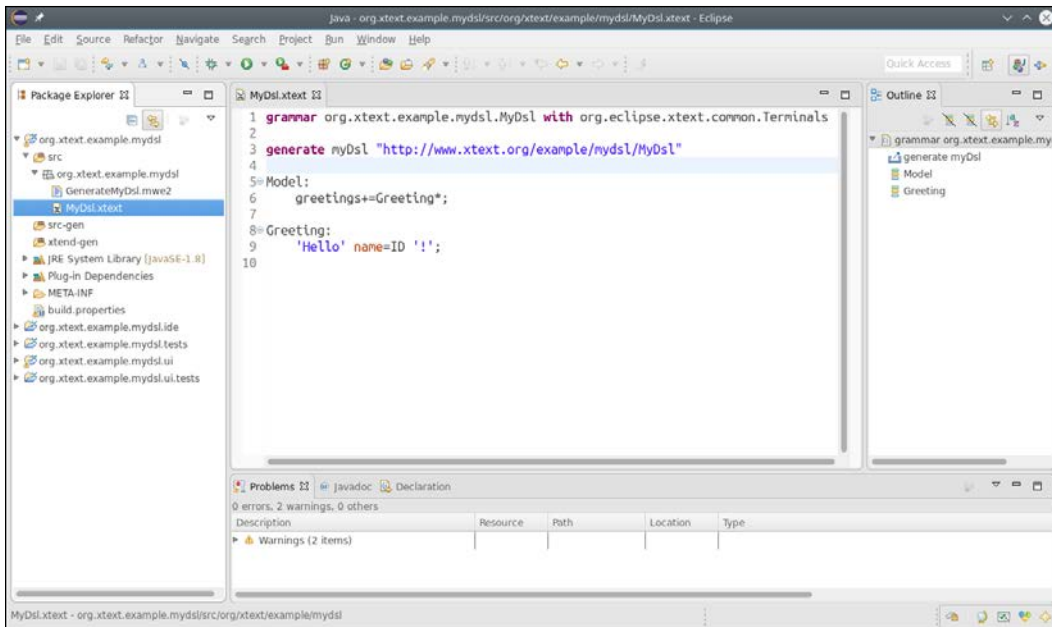 Java - org.xtext.example.mydsl/src/org/xtext/example/mydsl/MyDsl.xtext - Eclipse
File Edit Source Refactor Navigate Search Project Run Window Help
Quick Access
Package Explorer
org.xtext.example.mydsl
src
org.xtext.example.mydsl
GenerateMyDsl.mwe2
MyDsl.xtext
src-gen
xtend-gen
JRE System Library [JavaSE-1.8]
Plug-in Dependencies
META-INF
build.properties
org.xtext.example.mydsl.ide
org.xtext.example.mydsl.tests
org.xtext.example.mydsl.ui
org.xtext.example.mydsl.ui.tests
MyDsl.xtext
1 grammar org.xtext.example.mydsl.MyDsl with org.eclipse.xtext.common.Terminals
2
3 generate myDsl "http://www.xtext.org/example/mydsl/MyDsl"
4
5 Model:
6 greetings+=Greeting*;
7
8 Greeting:
9 'Hello' name=ID '!';
10
Outline
grammar org.xtext.example.my
generate myDsl
Model
Greeting
Problems Javadoc Declaration
0 errors, 2 warnings, 0 others
Description Resource Path Location Type
Warnings (2 items)
MyDsl.xtext - org.xtext.example.mydsl/src/org/xtext/example/mydsl